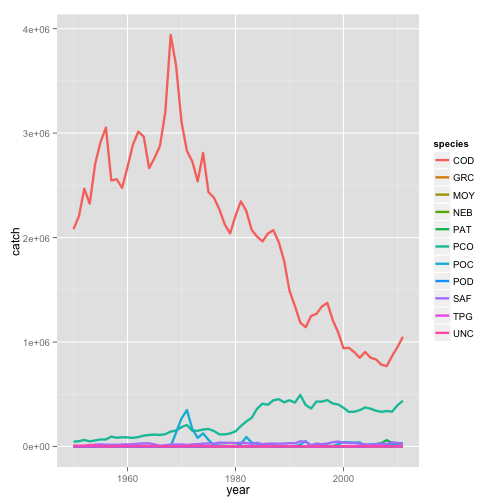 4e+06
3e+06
2e+06
1e+06
0e+00
catch
1960
1980
2000
year
species
COD
GRC
MOY
NEB
PAT
PCO
POC
POD
SAF
TPG
UNC